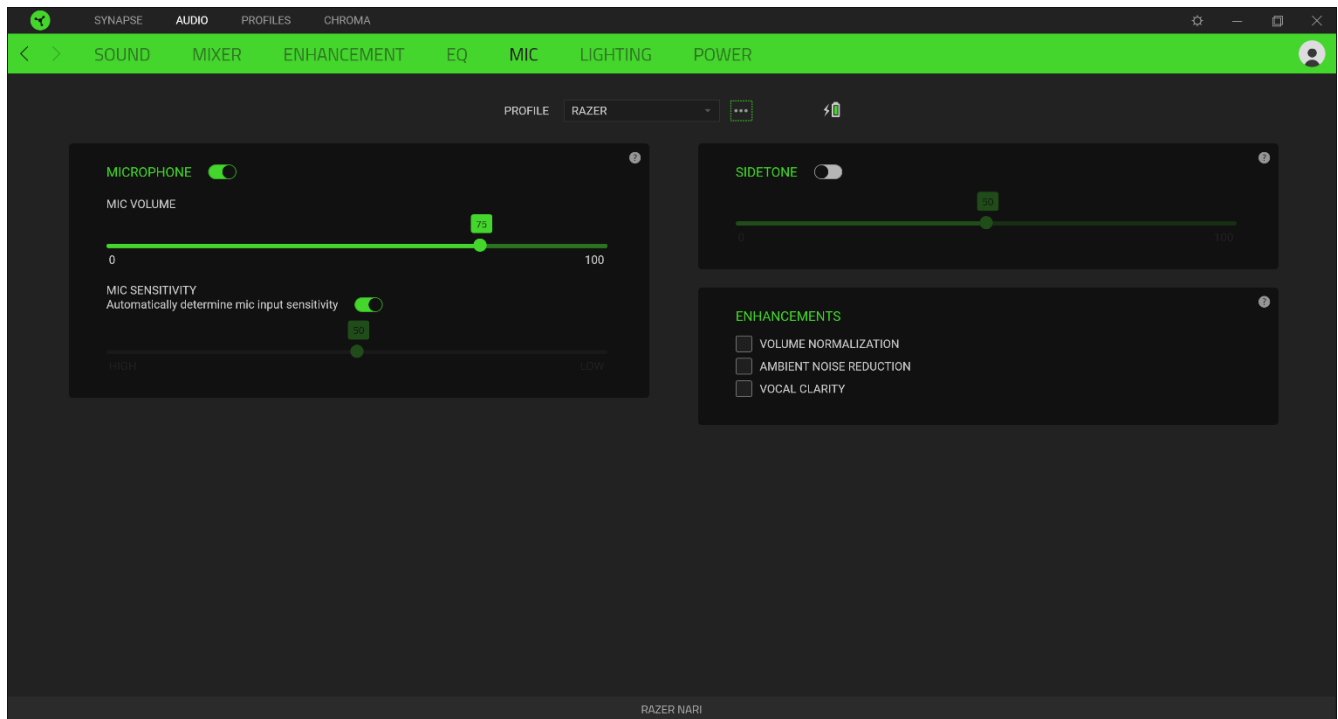 SYNAPSE AUDIO PROFILES CHROMA
SOUND MIXER ENHANCEMENT EQ MIC LIGHTING POWER
PROFILE RAZER
MICROPHONE
MIC VOLUME
75
0 100
MIC SENSITIVITY
Automatically determine mic input sensitivity
50
HIGH LOW
SIDETONE
50
0 100
ENHANCEMENTS
VOLUME NORMALIZATION
AMBIENT NOISE REDUCTION
VOCAL CLARITY
RAZER NARI